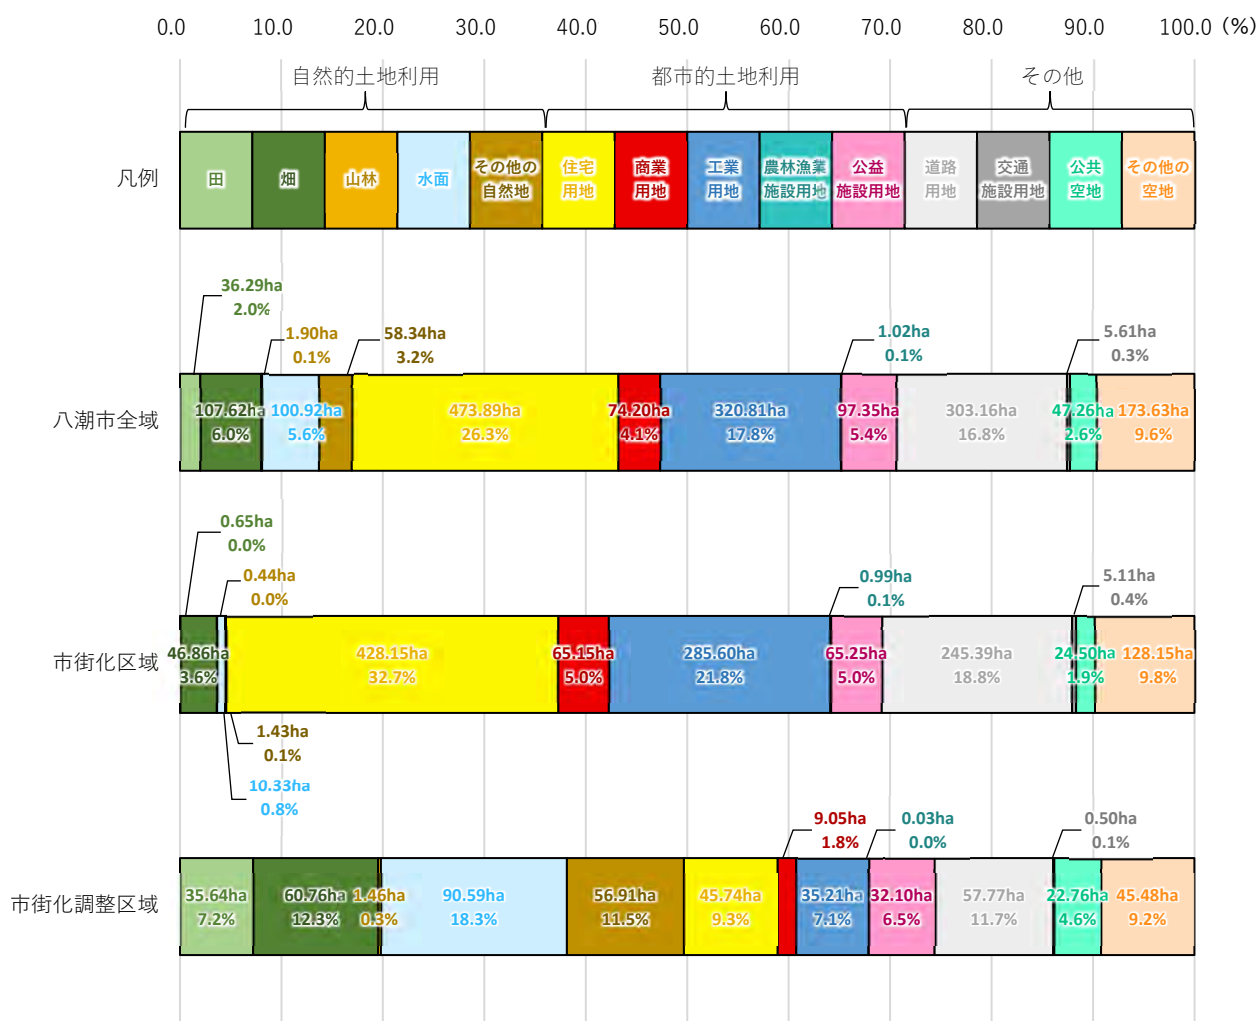 0.0 10.0 20.0 30.0 40.0 50.0 60.0 70.0 80.0 90.0 100.0 (%)
自然的土地利用 都市的土地利用 その他
凡例
田
畑
山林
水面
その他の
自然地
住宅
用地
商業
用地
工業
用地
農林漁業
施設用地
公益
施設用地
道路
用地
交通
施設用地
公共
空地
その他の
空地
八潮市全域
36.29ha
2.0%
107.62ha
6.0%
1.90ha
0.1%
100.92ha
5.6%
58.34ha
3.2%
473.89ha
26.3%
74.20ha
4.1%
320.81ha
17.8%
1.02ha
0.1%
97.35ha
5.4%
303.16ha
16.8%
5.61ha
0.3%
47.26ha
2.6%
173.63ha
9.6%
市街化区域
0.65ha
0.0%
46.86ha
3.6%
0.44ha
0.0%
10.33ha
0.8%
1.43ha
0.1%
428.15ha
32.7%
65.15ha
5.0%
285.60ha
21.8%
0.99ha
0.1%
65.25ha
5.0%
245.39ha
18.8%
5.11ha
0.4%
24.50ha
1.9%
128.15ha
9.8%
市街化調整区域
35.64ha
7.2%
60.76ha
12.3%
1.46ha
0.3%
90.59ha
18.3%
56.91ha
11.5%
45.74ha
9.3%
9.05ha
1.8%
35.21ha
7.1%
0.03ha
0.0%
32.10ha
6.5%
57.77ha
11.7%
0.50ha
0.1%
22.76ha
4.6%
45.48ha
9.2%